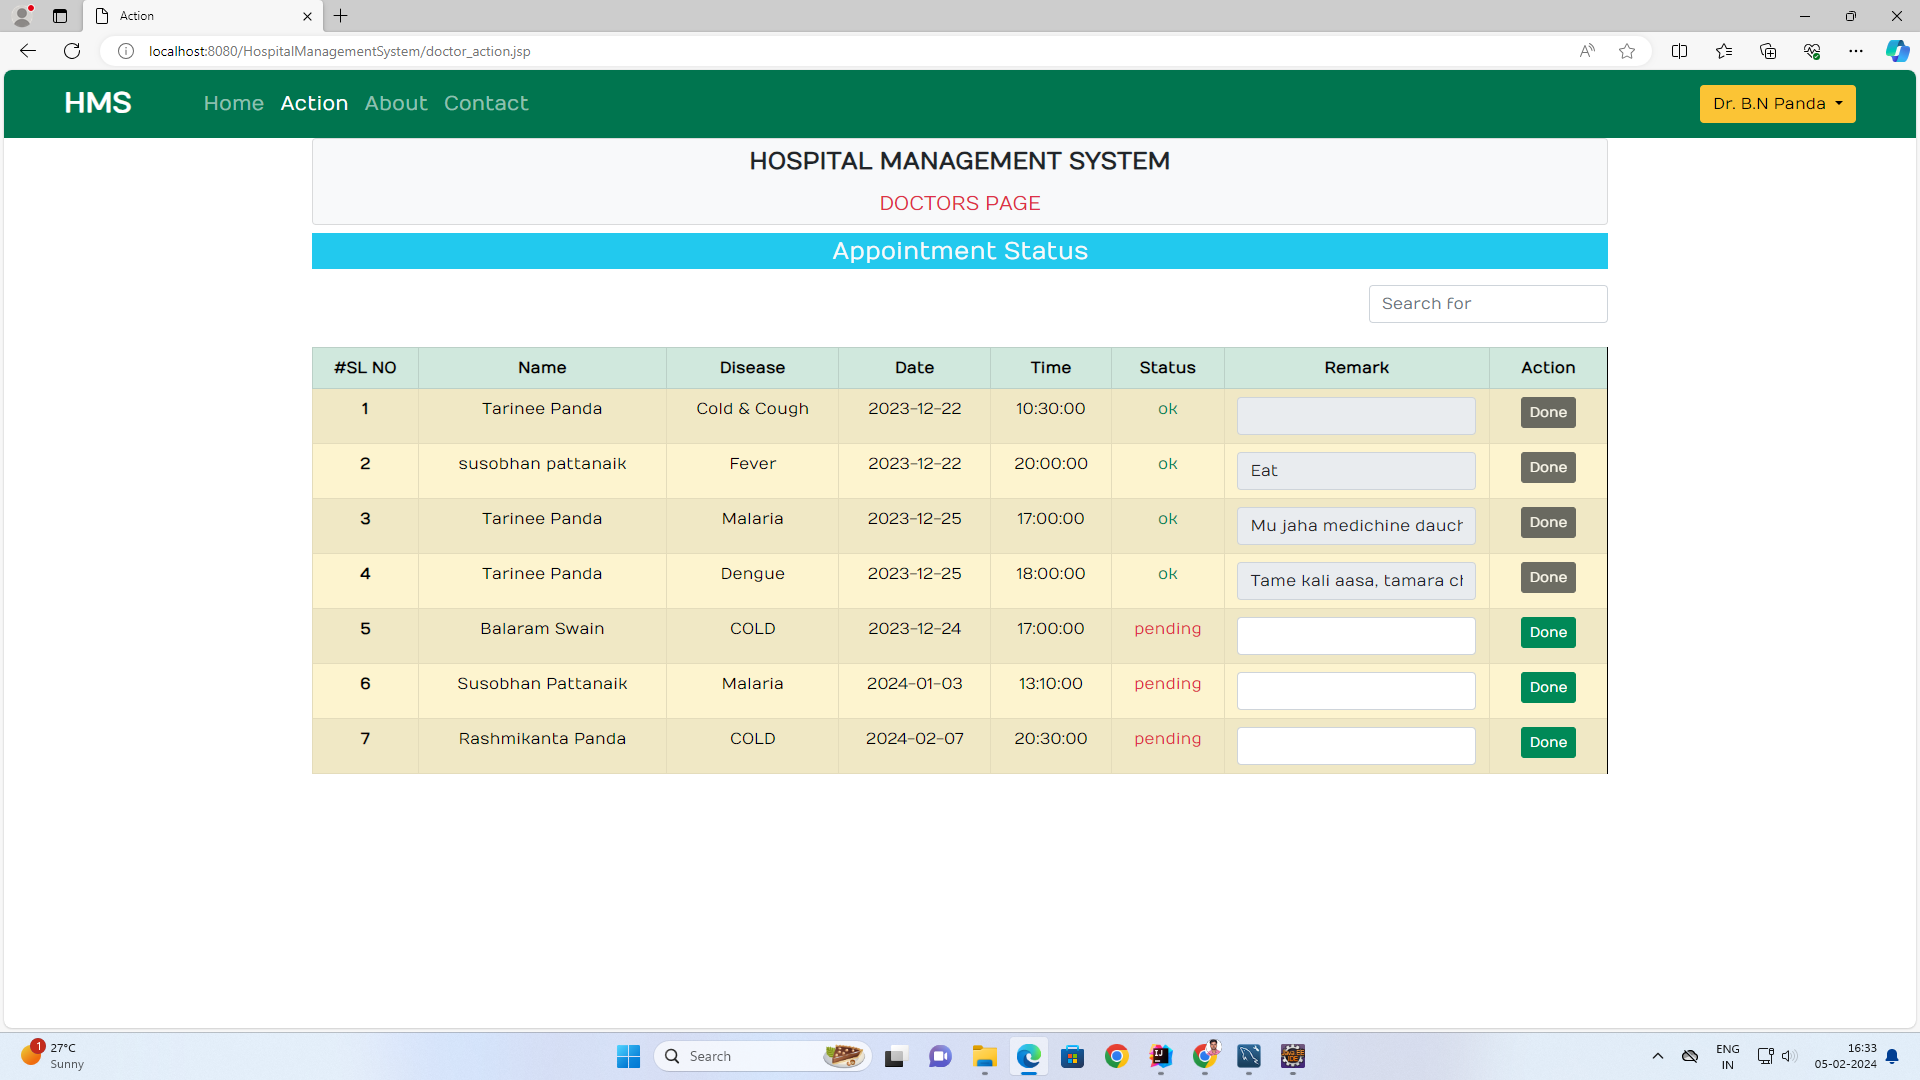 Action
localhost:8080/HospitalManagementSystem/doctor_action.jsp
HMS Home Action About Contact Dr. B.N Panda
HOSPITAL MANAGEMENT SYSTEM
DOCTORS PAGE
Appointment Status
Search for
#SL NO Name Disease Date Time Status Remark Action
1 Tarinee Panda Cold & Cough 2023-12-22 10:30:00 ok Done
2 susobhan pattanaik Fever 2023-12-22 20:00:00 ok Eat Done
3 Tarinee Panda Malaria 2023-12-25 17:00:00 ok Mu jaha medichine dauch Done
4 Tarinee Panda Dengue 2023-12-25 18:00:00 ok Tame kali aasa, tamara ch Done
5 Balaram Swain COLD 2023-12-24 17:00:00 pending Done
6 Susobhan Pattanaik Malaria 2024-01-03 13:10:00 pending Done
7 Rashmikanta Panda COLD 2024-02-07 20:30:00 pending Done
1 27°C
Sunny
Search
ENG
IN
16:33
05-02-2024